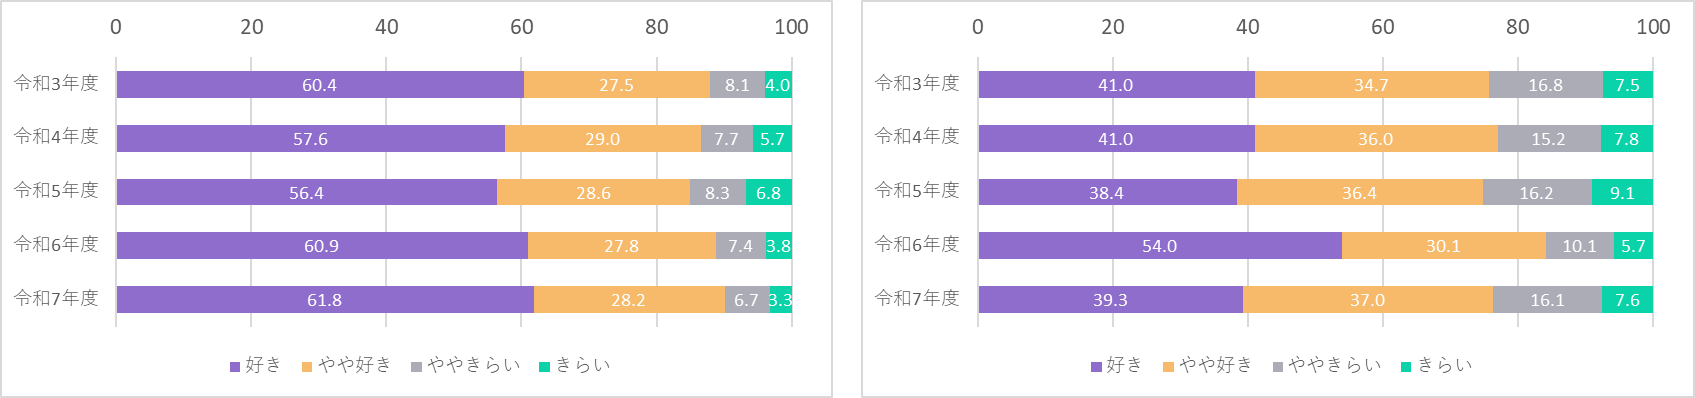 0 20 40 60 80 100
令和3年度 60.4 27.5 8.1 4.0
令和4年度 57.6 29.0 7.7 5.7
令和5年度 56.4 28.6 8.3 6.8
令和6年度 60.9 27.8 7.4 3.8
令和7年度 61.8 28.2 6.7 3.3
好き やや好き ややきらい きらい
0 20 40 60 80 100
令和3年度 41.0 34.7 16.8 7.5
令和4年度 41.0 36.0 15.2 7.8
令和5年度 38.4 36.4 16.2 9.1
令和6年度 54.0 30.1 10.1 5.7
令和7年度 39.3 37.0 16.1 7.6
好き やや好き ややきらい きらい